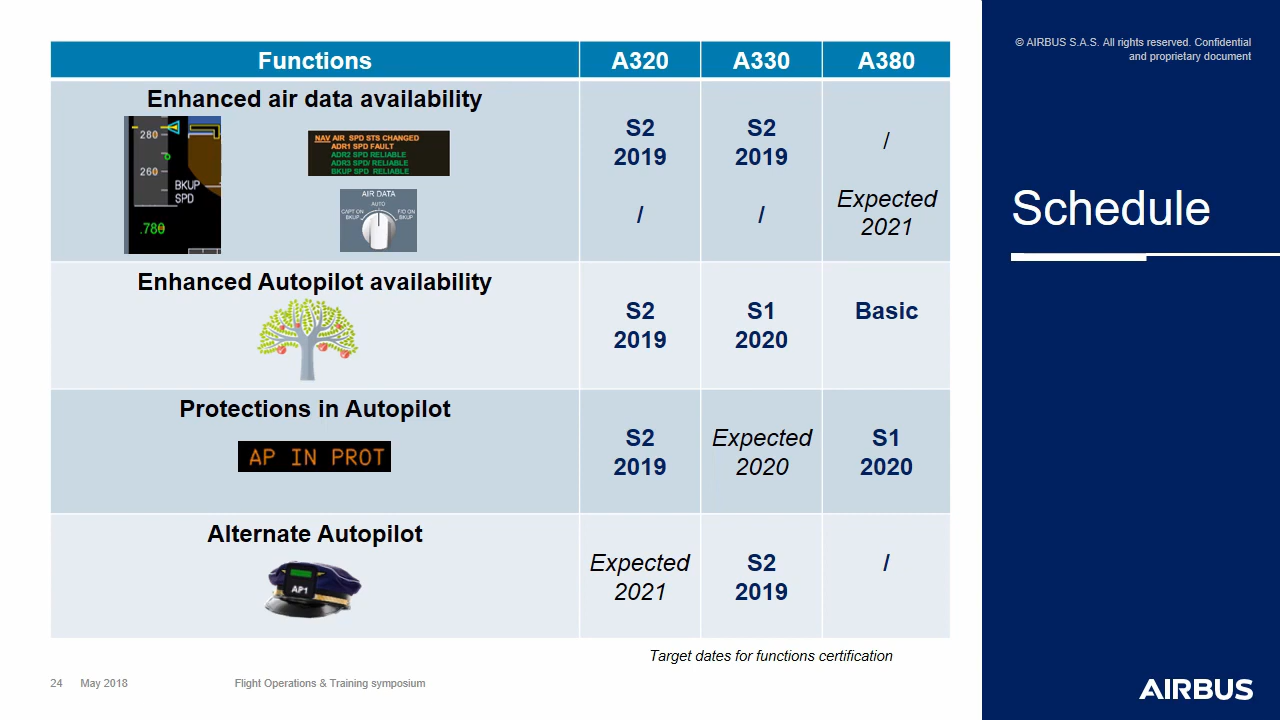 © AIRBUS S.A.S. All rights reserved. Confidential
and proprietary document
Schedule
Functions
A320
A330
A380
Enhanced air data availability
280
260
BKUP
SPD
.780
NAV AIR SPD STS CHANGED
ADR1 SPD FAULT
ADR2 SPD RELIABLE
ADR3 SPD/ RELIABLE
BKUP SPD RELIABLE
AIR DATA
AUTO
CAPT ON
BKUP
F/O ON
BKUP
S2
2019
/
S2
2019
/
/
Expected
2021
Enhanced Autopilot availability
S2
2019
S1
2020
Basic
Protections in Autopilot
AP IN PROT
S2
2019
Expected
2020
S1
2020
Alternate Autopilot
AP1
Expected
2021
S2
2019
/
Target dates for functions certification
24 May 2018 Flight Operations & Training symposium
AIRBUS